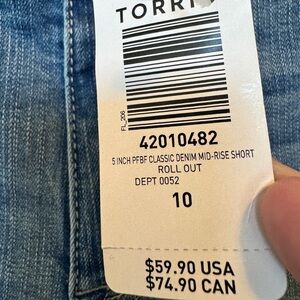 TORRI
FL_206
42010482
5 INCH PFBF CLASSIC DENIM MID-RISE SHORT
ROLL OUT
DEPT 0052
10
$59.90 USA
$74.90 CAN